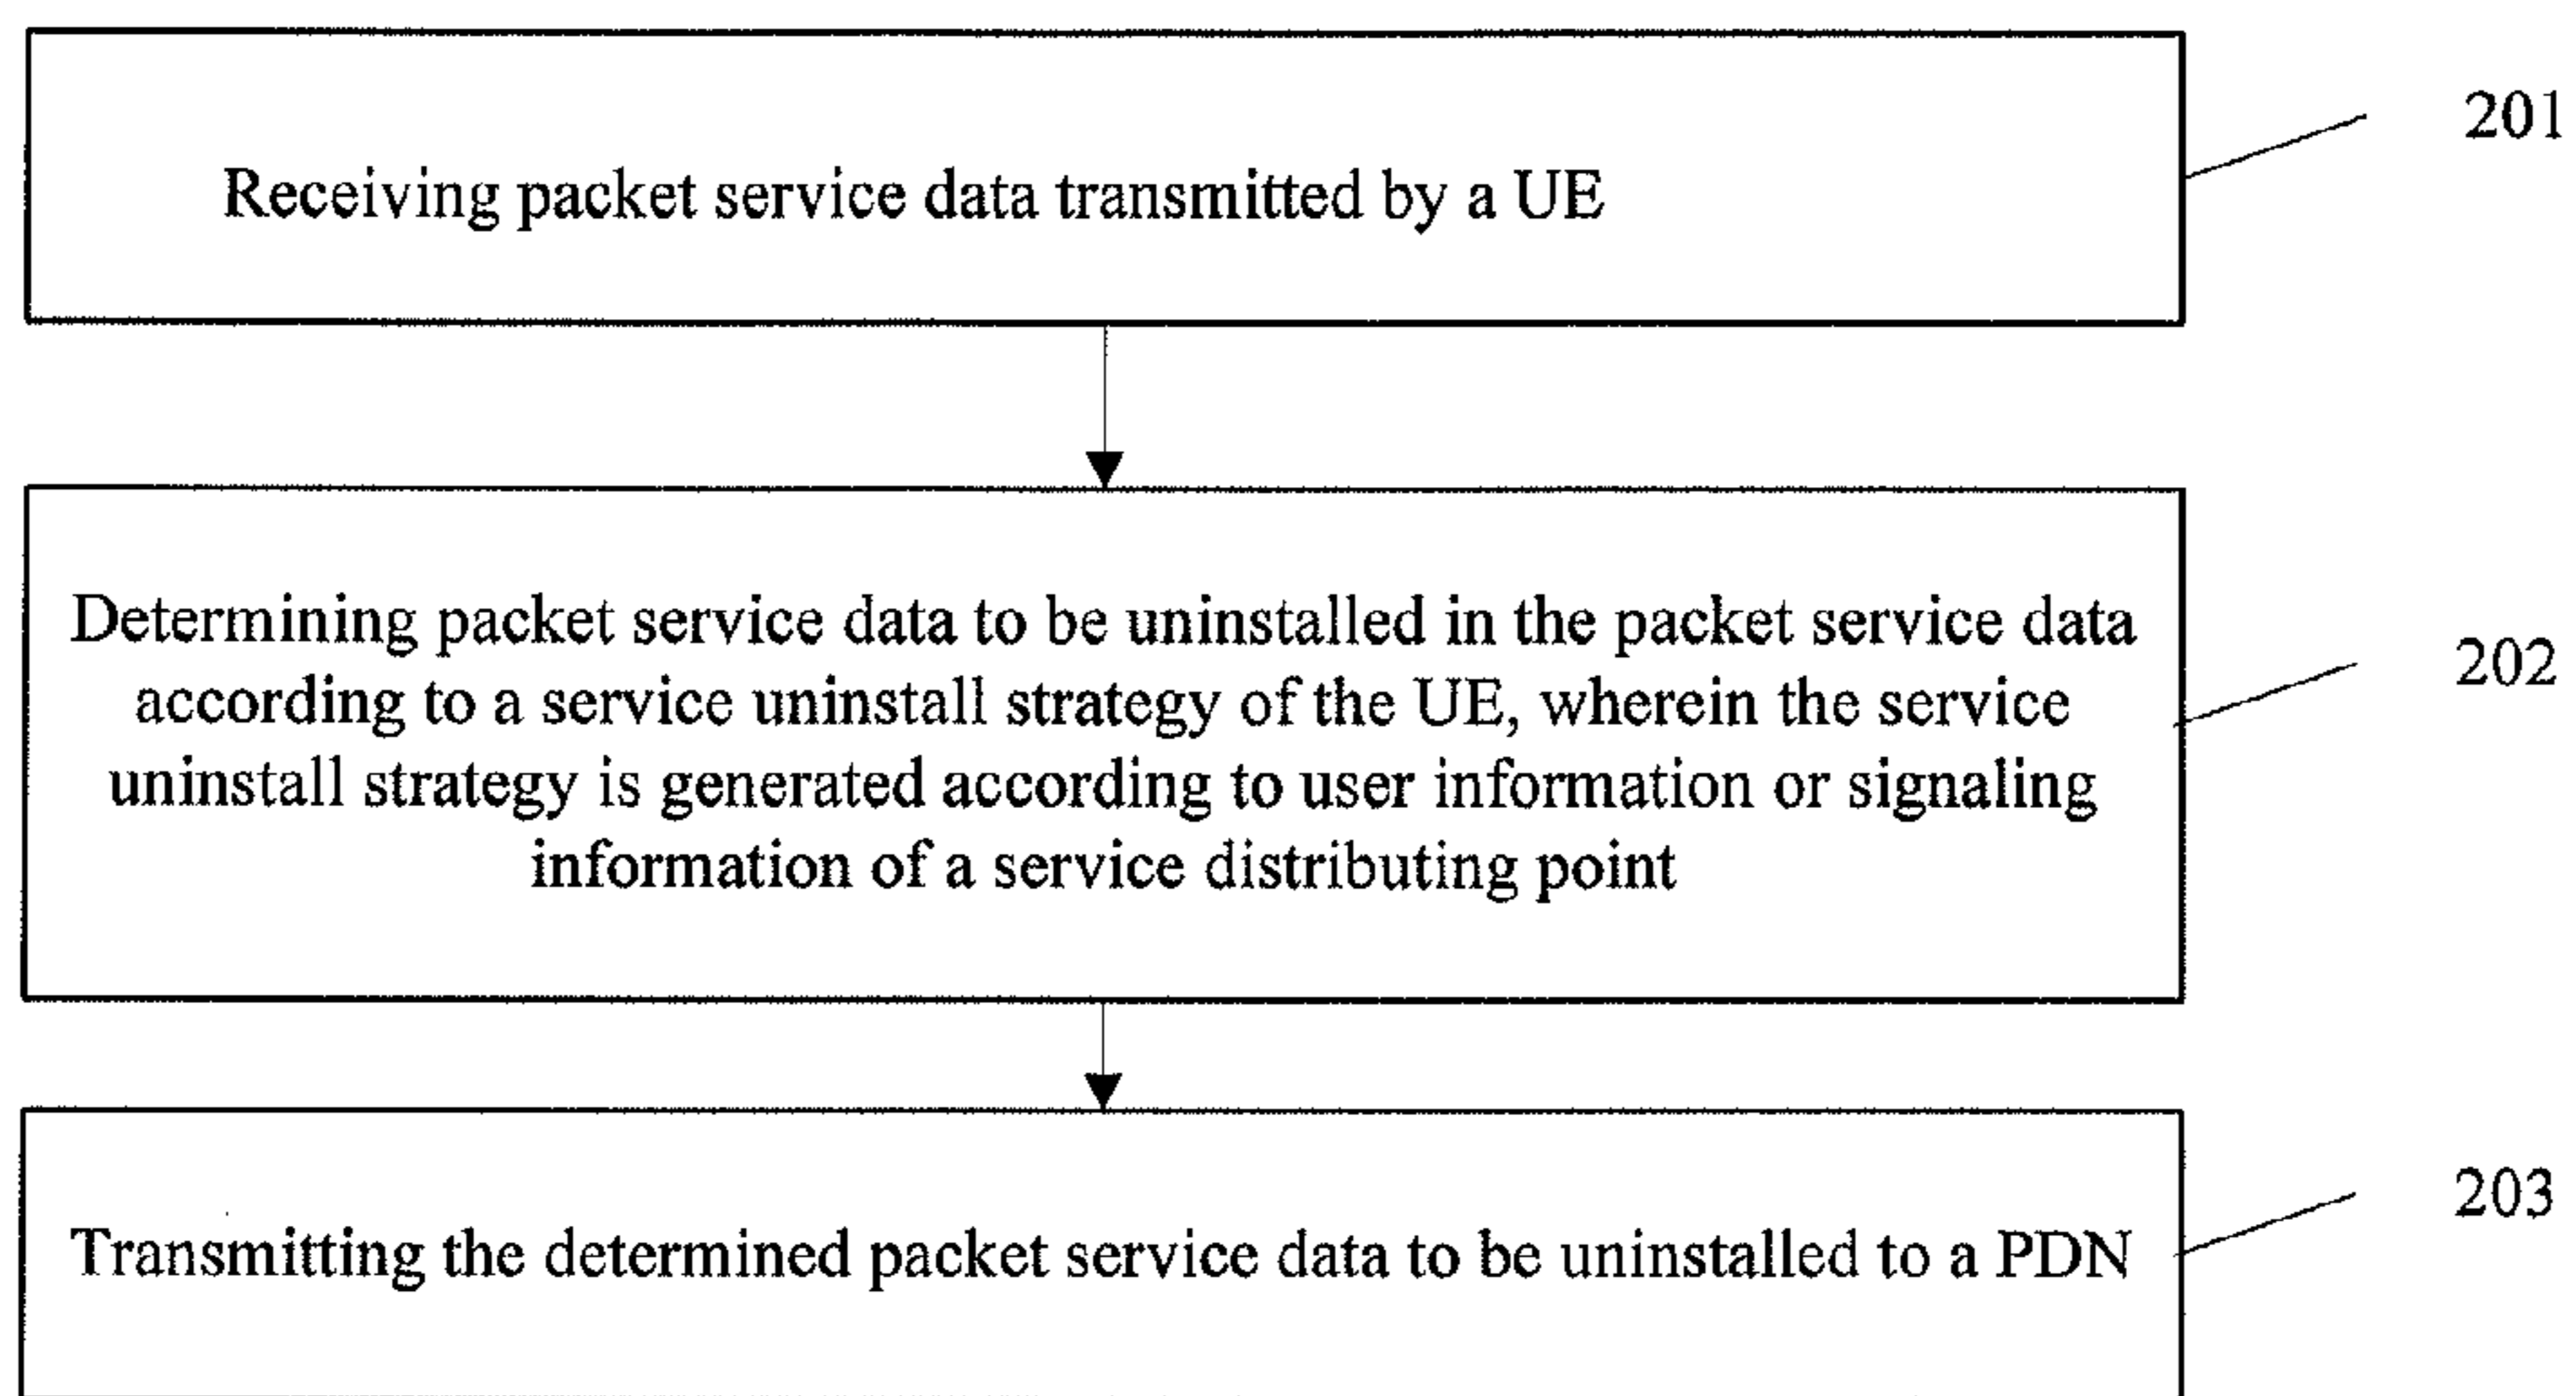 Receiving packet service data transmitted by a UE
201
Determining packet service data to be uninstalled in the packet service data
according to a service uninstall strategy of the UE, wherein the service
uninstall strategy is generated according to user information or signaling
information of a service distributing point
202
Transmitting the determined packet service data to be uninstalled to a PDN
203